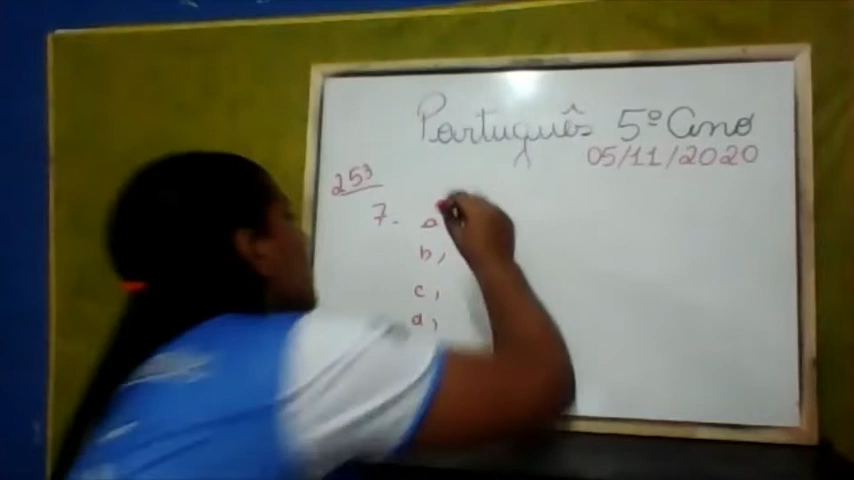 Português 5º Ano
05/11/2020
253
7. a
b,
c,
d,